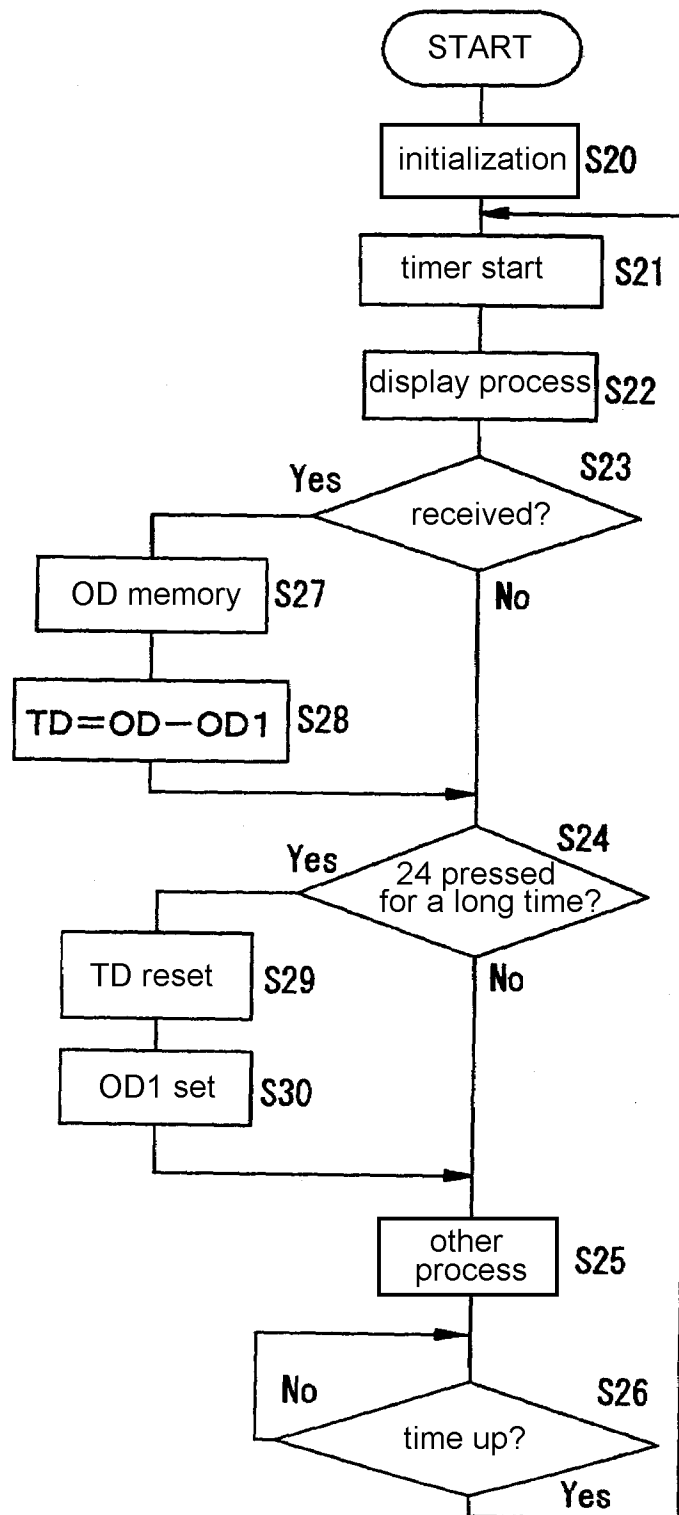 START
initialization
S20
timer start
S21
display process
S22
S23
Yes
received?
No
OD memory
S27
TD=OD−OD1
S28
S24
Yes
24 pressed
for a long time?
No
TD reset
S29
OD1 set
S30
other
process
S25
S26
No
time up?
Yes